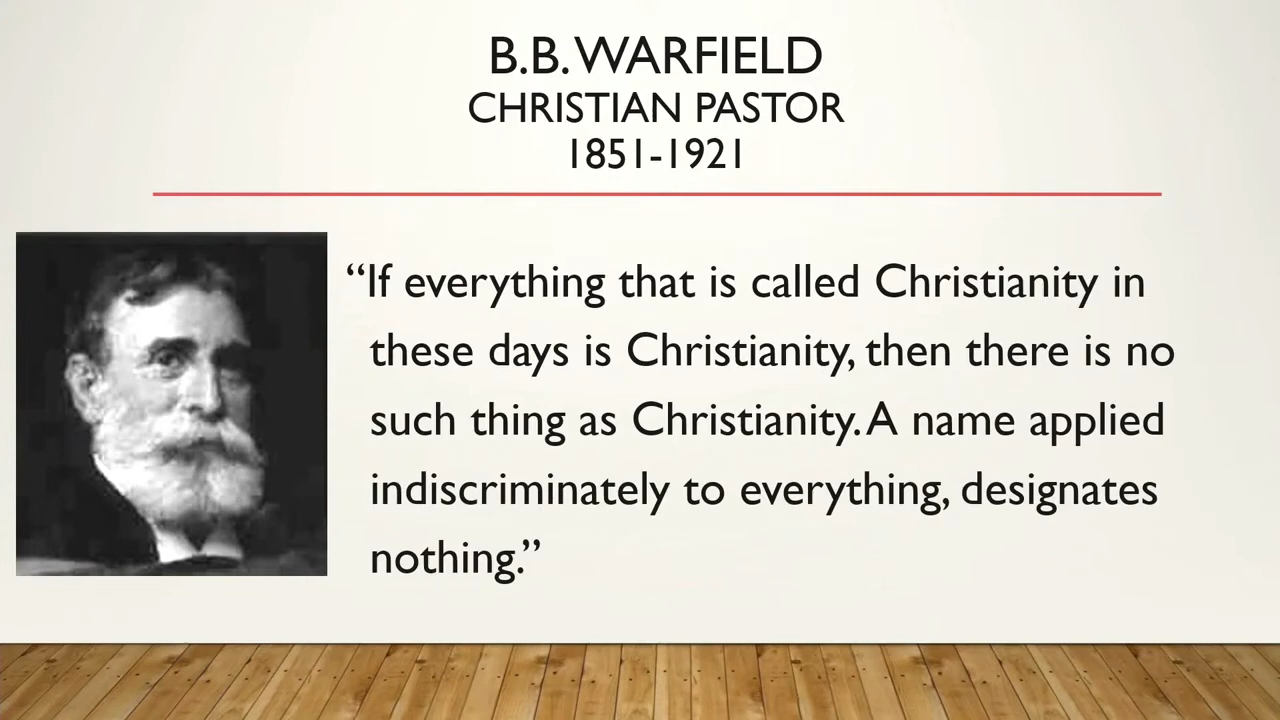 B.B. WARFIELD
CHRISTIAN PASTOR
1851-1921
“If everything that is called Christianity in
these days is Christianity, then there is no
such thing as Christianity. A name applied
indiscriminately to everything, designates
nothing.”